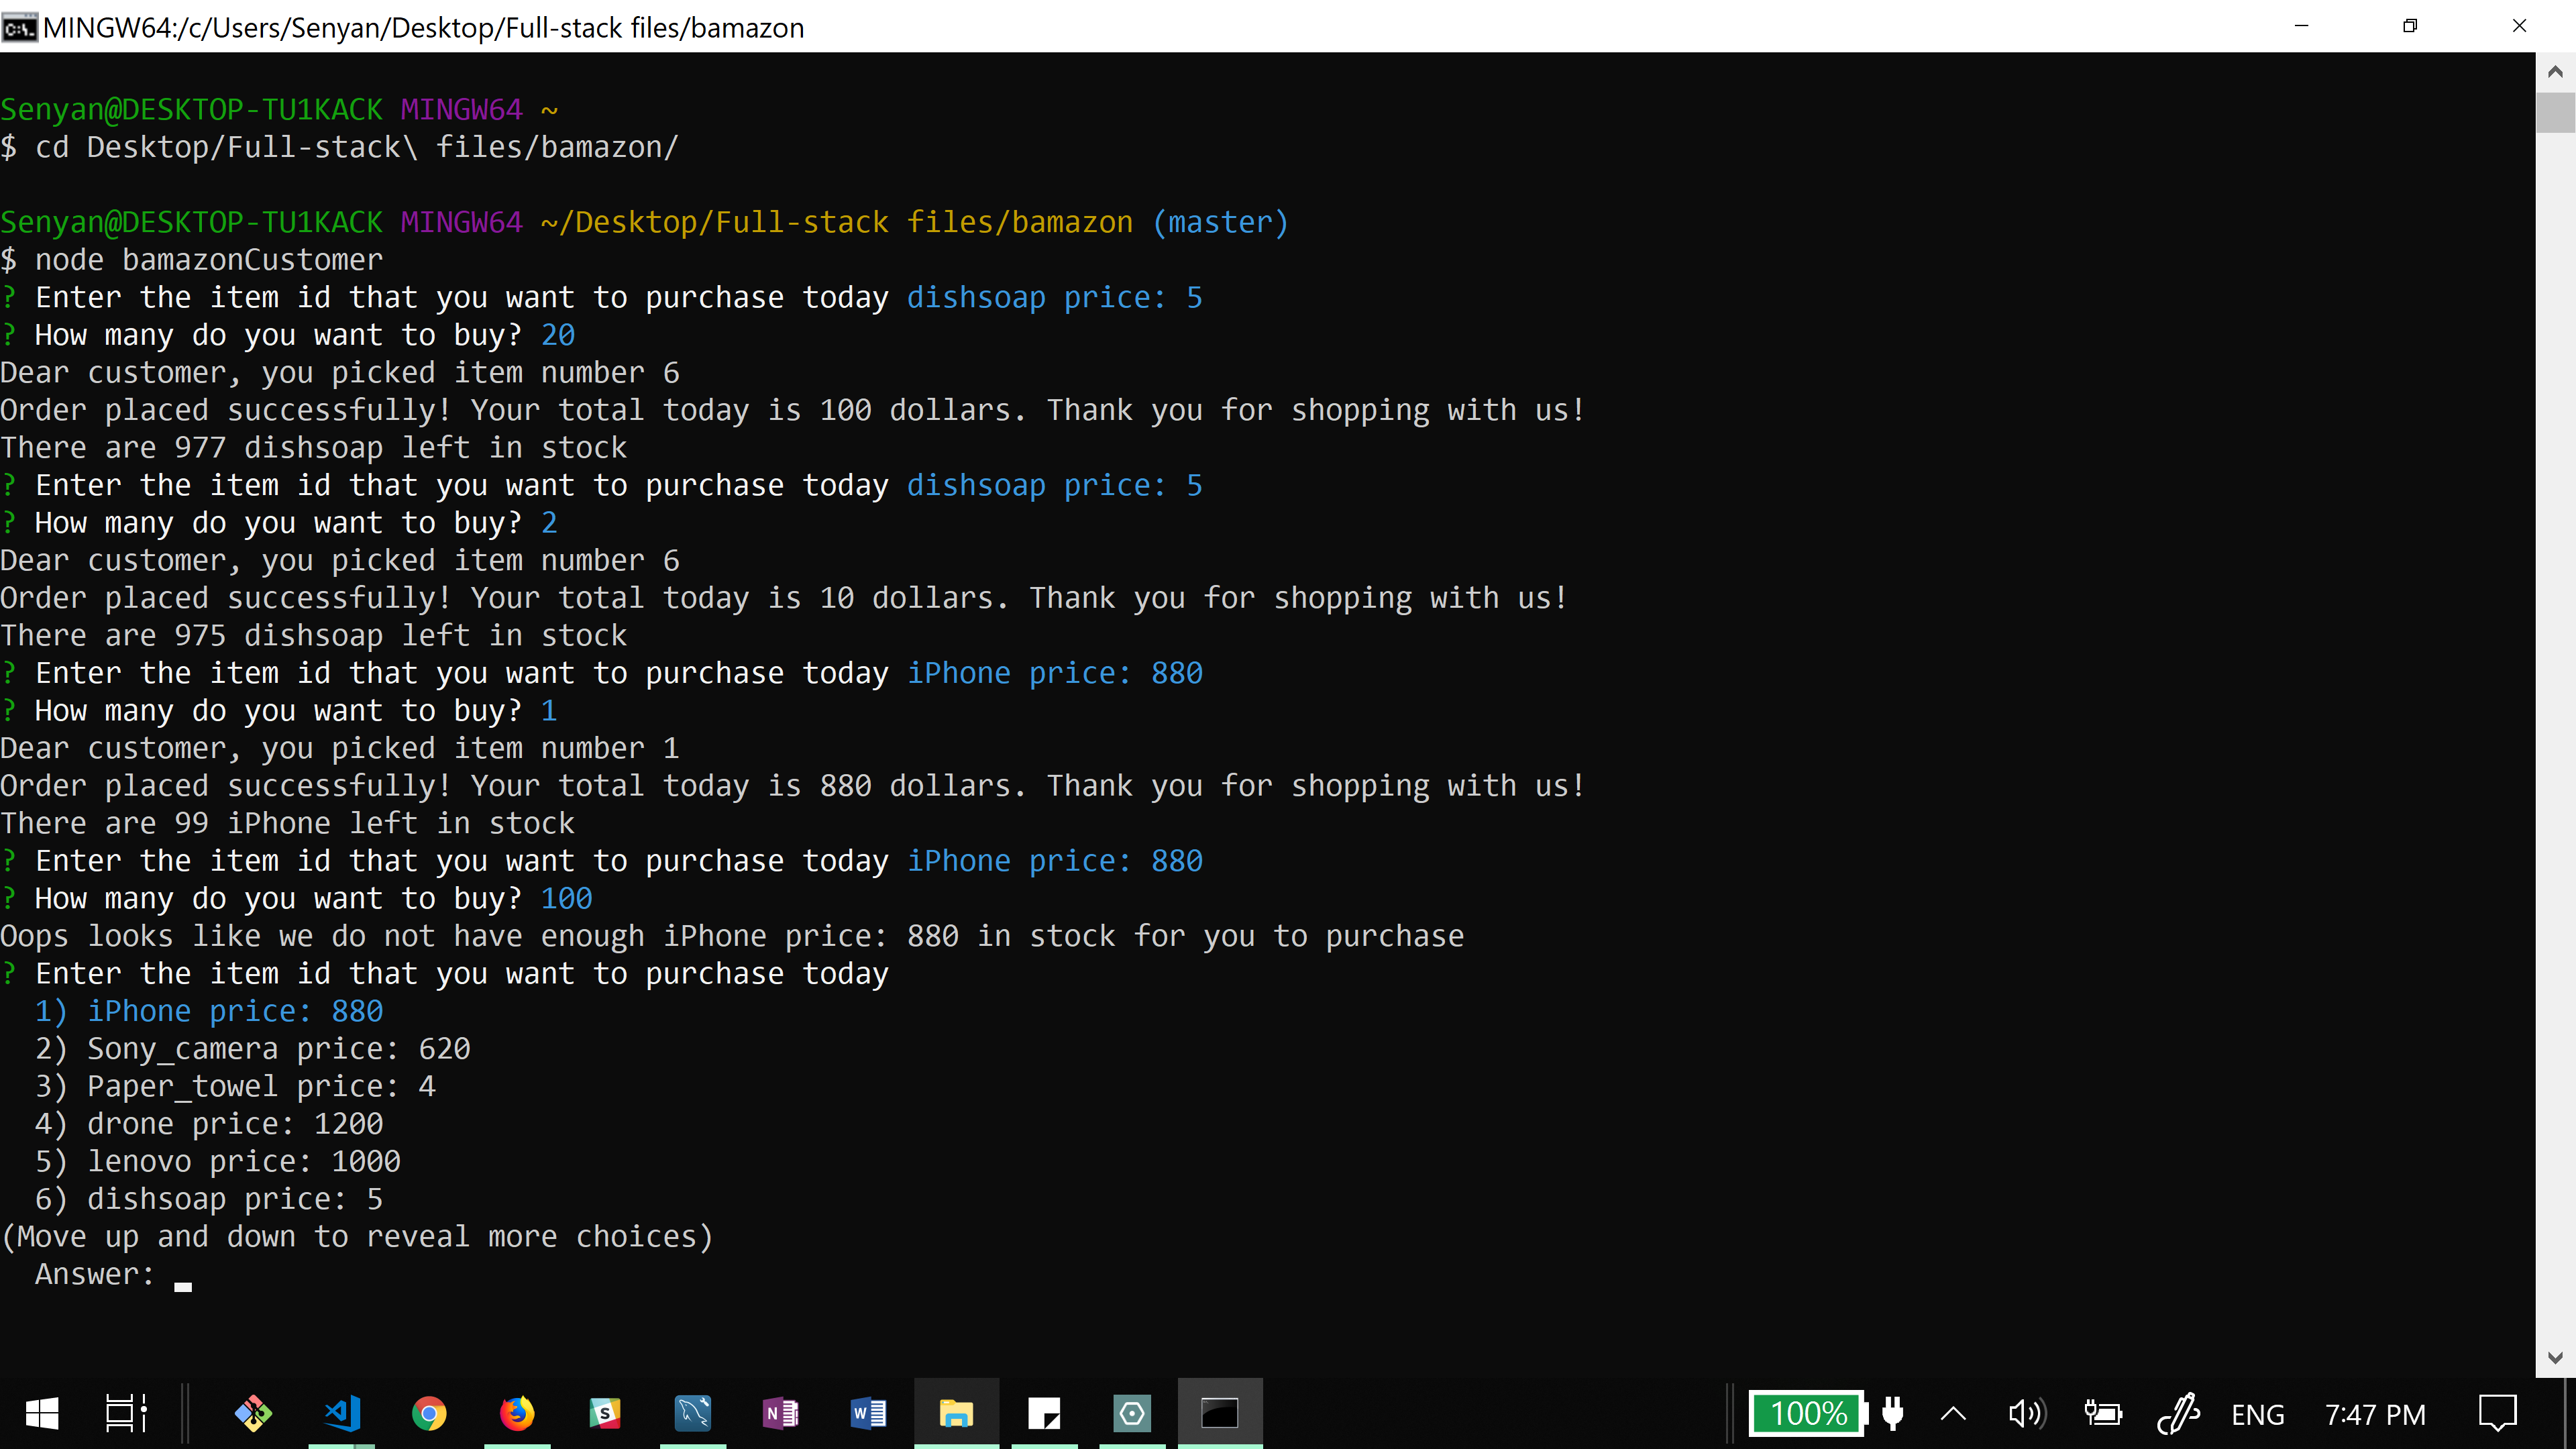 MINGW64:/c/Users/Senyan/Desktop/Full-stack files/bamazon
Senyan@DESKTOP-TU1KACK MINGW64 ~
$ cd Desktop/Full-stack\ files/bamazon/
Senyan@DESKTOP-TU1KACK MINGW64 ~/Desktop/Full-stack files/bamazon (master)
$ node bamazonCustomer
? Enter the item id that you want to purchase today dishsoap price: 5
? How many do you want to buy? 20
Dear customer, you picked item number 6
Order placed successfully! Your total today is 100 dollars. Thank you for shopping with us!
There are 977 dishsoap left in stock
? Enter the item id that you want to purchase today dishsoap price: 5
? How many do you want to buy? 2
Dear customer, you picked item number 6
Order placed successfully! Your total today is 10 dollars. Thank you for shopping with us!
There are 975 dishsoap left in stock
? Enter the item id that you want to purchase today iPhone price: 880
? How many do you want to buy? 1
Dear customer, you picked item number 1
Order placed successfully! Your total today is 880 dollars. Thank you for shopping with us!
There are 99 iPhone left in stock
? Enter the item id that you want to purchase today iPhone price: 880
? How many do you want to buy? 100
Oops looks like we do not have enough iPhone price: 880 in stock for you to purchase
? Enter the item id that you want to purchase today
1) iPhone price: 880
2) Sony_camera price: 620
3) Paper_towel price: 4
4) drone price: 1200
5) lenovo price: 1000
6) dishsoap price: 5
(Move up and down to reveal more choices)
Answer:
100% ENG 7:47 PM